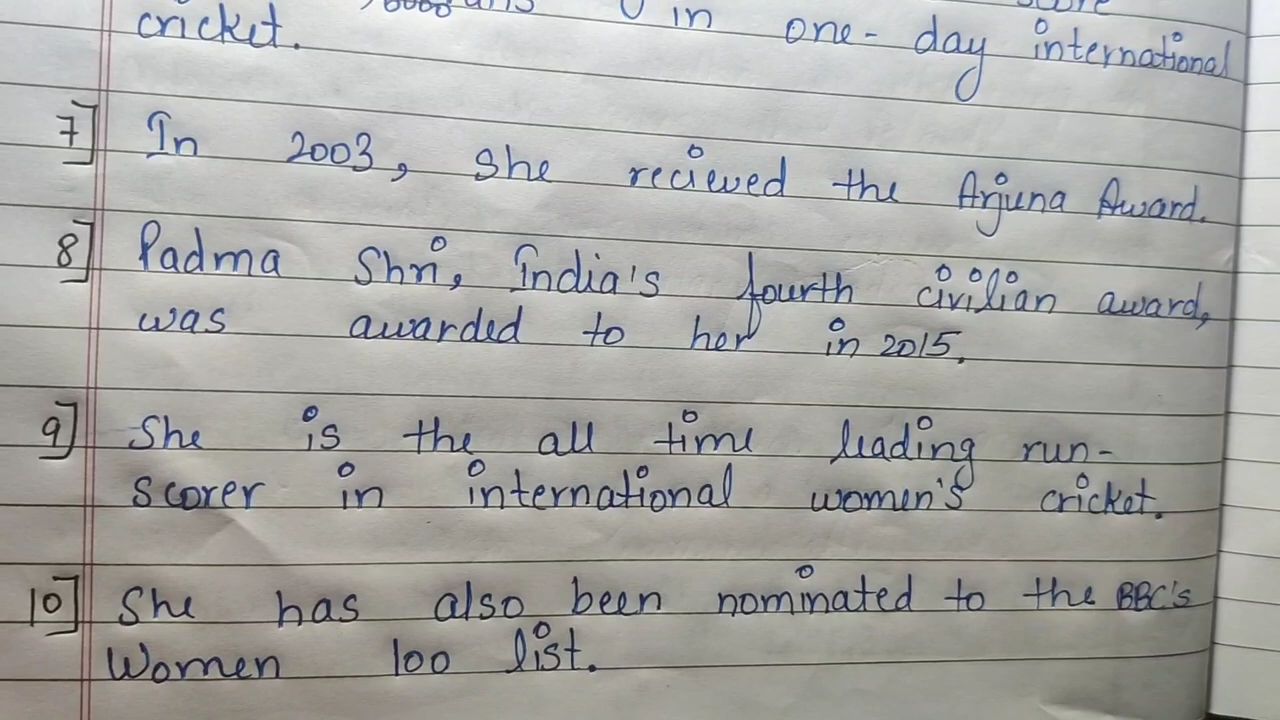 in one-day international
cricket.
7] In 2003, she recieved the Arjuna Award.
8] Padma Shri, India's fourth civilian award,
was awarded to her in 2015.
9] She is the all time leading run-
scorer in international women's cricket.
10] She has also been nominated to the BBC's
Women 100 list.